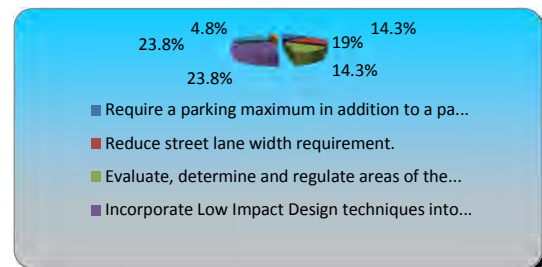 4.8%
14.3%
23.8%
19%
23.8%
14.3%
Require a parking maximum in addition to a pa...
Reduce street lane width requirement.
Evaluate, determine and regulate areas of the...
Incorporate Low Impact Design techniques into...